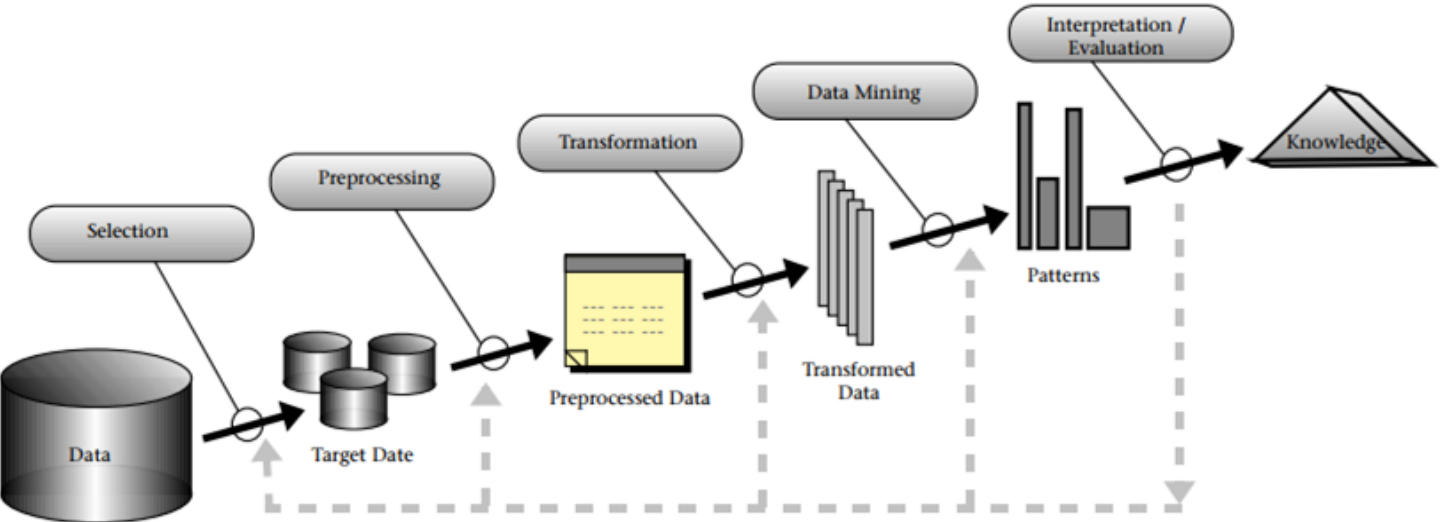 Interpretation /
Evaluation
Data Mining
Knowledge
Transformation
Preprocessing
Selection
Patterns
Transformed
Data
Preprocessed Data
Target Date
Data